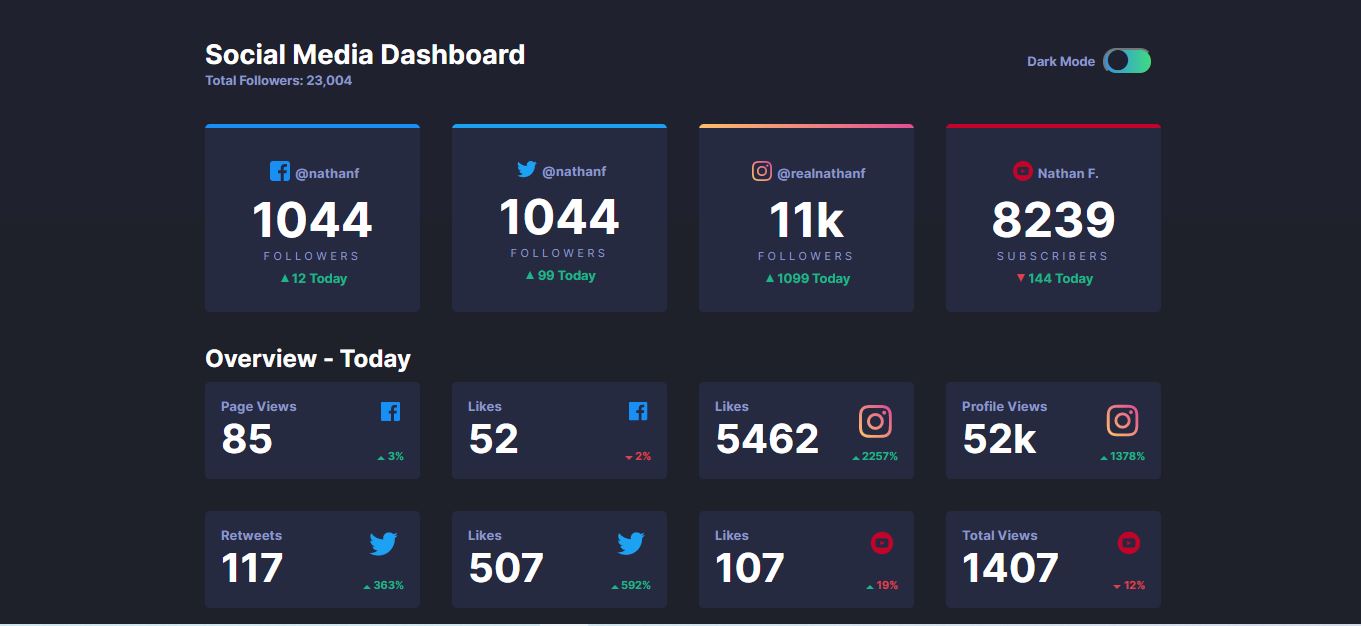 Social Media Dashboard
Total Followers: 23,004
Dark Mode
@nathanf
1044
FOLLOWERS
12 Today
@nathanf
1044
FOLLOWERS
99 Today
@realnathanf
11k
FOLLOWERS
1099 Today
Nathan F.
8239
SUBSCRIBERS
144 Today
Overview - Today
Page Views
85
3%
Likes
52
2%
Likes
5462
2257%
Profile Views
52k
1378%
Retweets
117
363%
Likes
507
592%
Likes
107
19%
Total Views
1407
12%